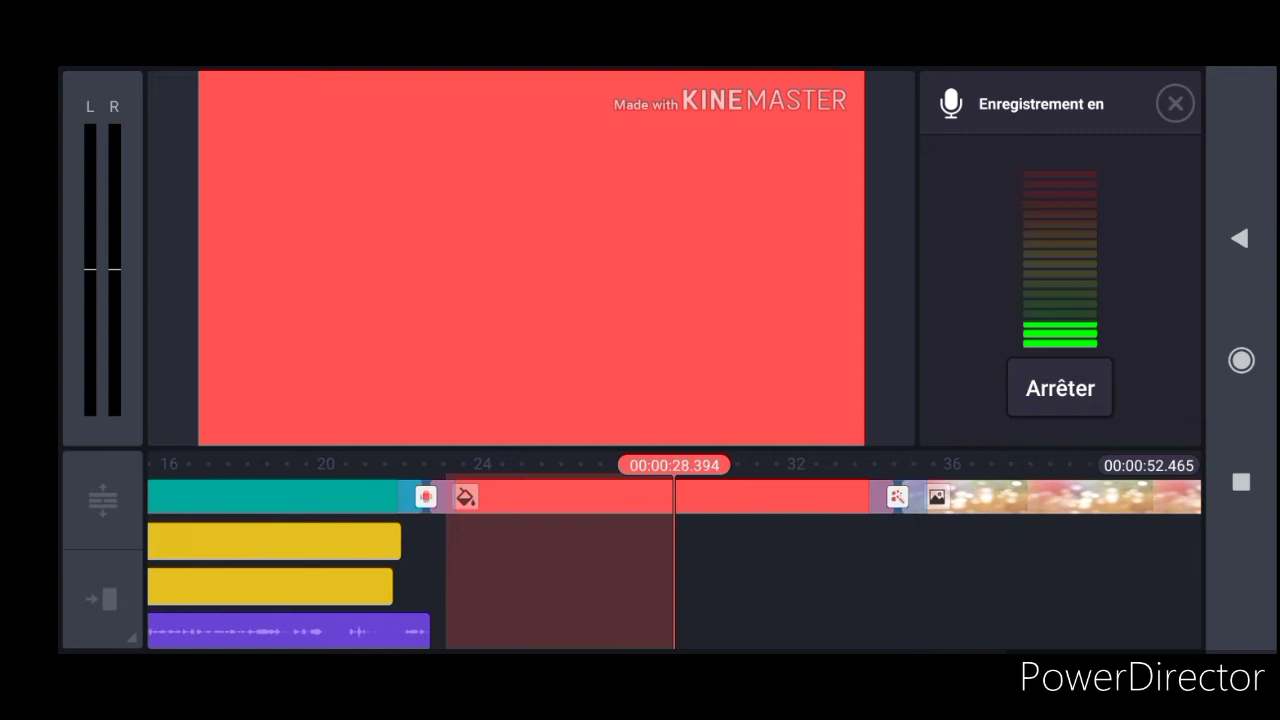 L R
Made with KINEMASTER
Enregistrement en
Arrêter
16 20 24 00:00:28.394 32 36 00:00:52.465
PowerDirector